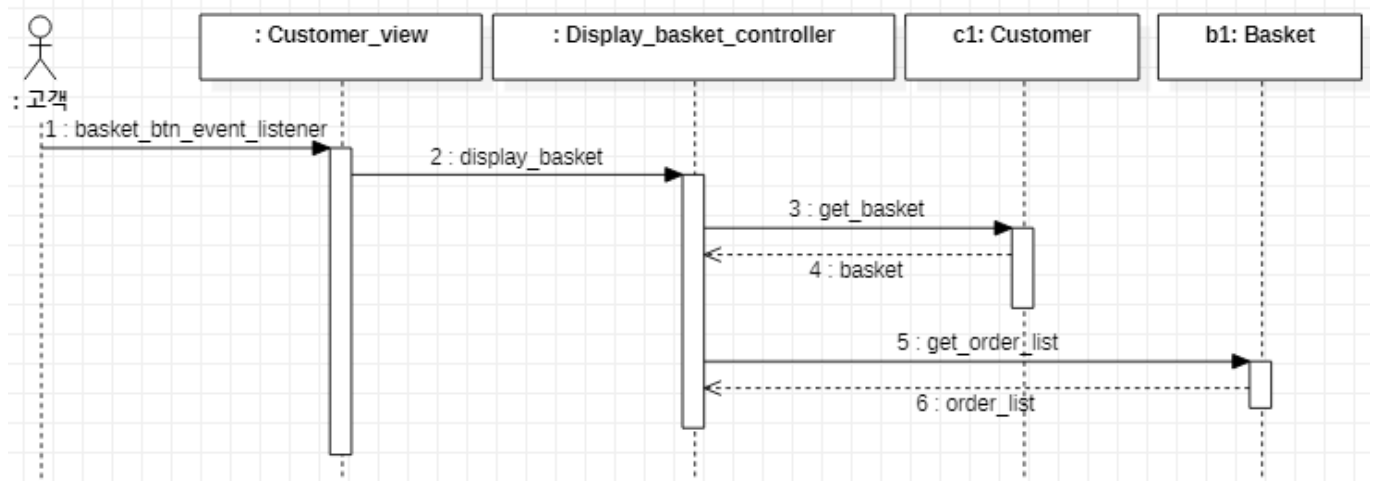 : Customer_view
: Display_basket_controller
c1: Customer
b1: Basket
: 고객
1 : basket_btn_event_listener
2 : display_basket
3 : get_basket
4 : basket
5 : get_order_list
6 : order_list